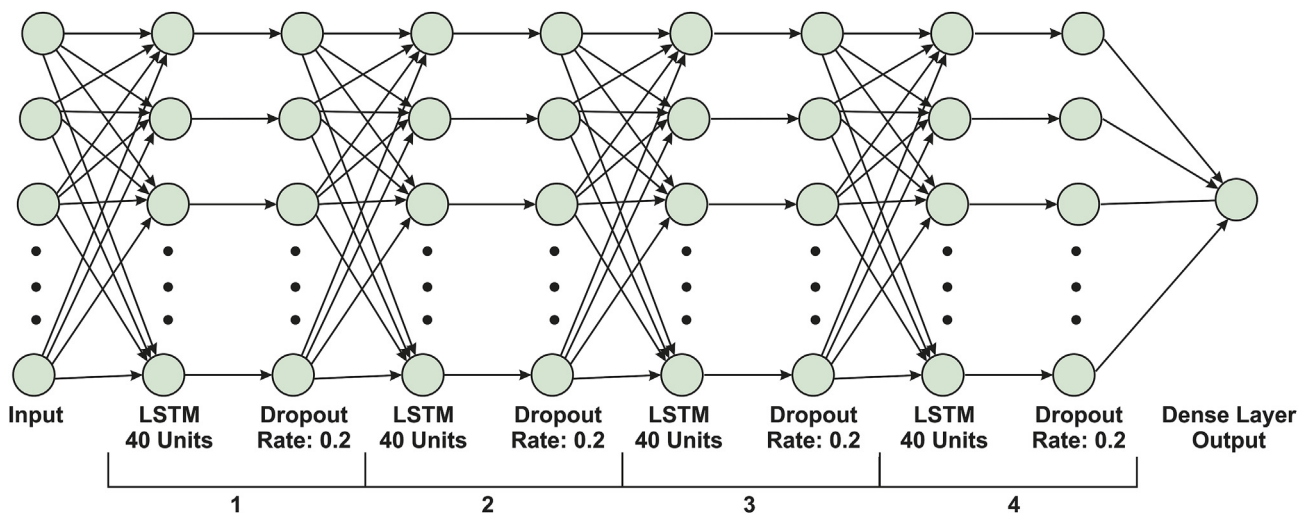 Input
LSTM
40 Units
Dropout
Rate: 0.2
LSTM
40 Units
Dropout
Rate: 0.2
LSTM
40 Units
Dropout
Rate: 0.2
LSTM
40 Units
Dropout
Rate: 0.2
Dense Layer
Output
1
2
3
4